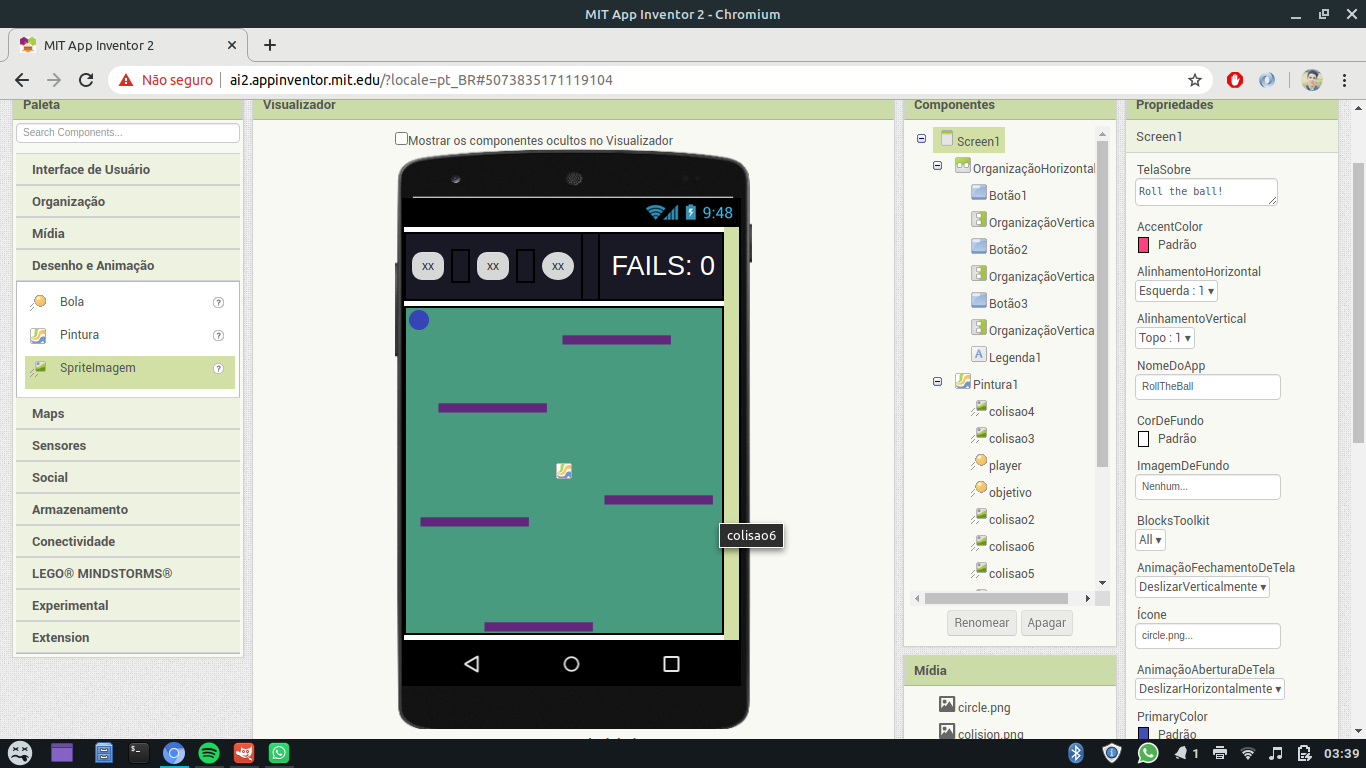 MIT App Inventor 2 - Chromium
MIT App Inventor 2
Não seguro
ai2.appinventor.mit.edu/?locale=pt_BR#5073835171119104
Paleta
Search Components...
Interface de Usuário
Organização
Mídia
Desenho e Animação
Bola
?
Pintura
?
SpriteImagem
?
Maps
Sensores
Social
Armazenamento
Conectividade
LEGO® MINDSTORMS®
Experimental
Extension
Visualizador
Mostrar os componentes ocultos no Visualizador
9:48
xx
xx
xx
FAILS: 0
colisao6
Componentes
Screen1
OrganizaçãoHorizontal
Botão1
OrganizaçãoVertica
Botão2
OrganizaçãoVertica
Botão3
OrganizaçãoVertica
A Legenda1
Pintura1
colisao4
colisao3
player
objetivo
colisao2
colisao6
colisao5
Renomear Apagar
Mídia
circle.png
colision.png
Propriedades
Screen1
TelaSobre
Roll the ball!
AccentColor
Padrão
AlinhamentoHorizontal
Esquerda : 1
AlinhamentoVertical
Topo : 1
NomeDoApp
RollTheBall
CorDeFundo
Padrão
ImagemDeFundo
Nenhum...
BlocksToolkit
All
AnimaçãoFechamentoDeTela
DeslizarVerticalmente
Ícone
circle.png...
AnimaçãoAberturaDeTela
DeslizarHorizontalmente
PrimaryColor
Padrão
$_
1
03:39